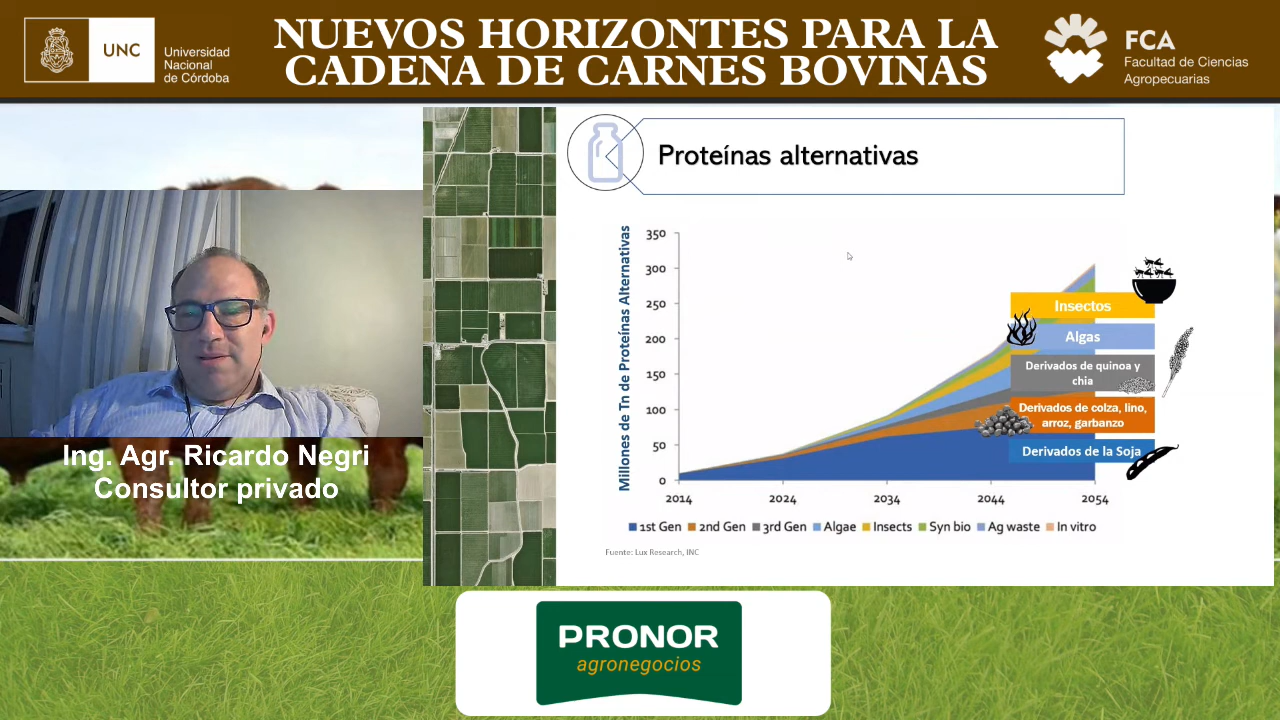 UNC
Universidad
Nacional
de Córdoba
NUEVOS HORIZONTES PARA LA
CADENA DE CARNES BOVINAS
FCA
Facultad de Ciencias
Agropecuarias
Proteínas alternativas
Millones de Tn de Proteínas Alternativas
350
300
250
200
150
100
50
0
2014
2024
2034
2044
2054
Insectos
Algas
Derivados de quinoa y
chia
Derivados de colza, lino,
arroz, garbanzo
Derivados de la Soja
1st Gen
2nd Gen
3rd Gen
Algae
Insects
Syn bio
Ag waste
In vitro
Fuente: Lux Research, INC
Ing. Agr. Ricardo Negri
Consultor privado
PRONOR
agronegocios